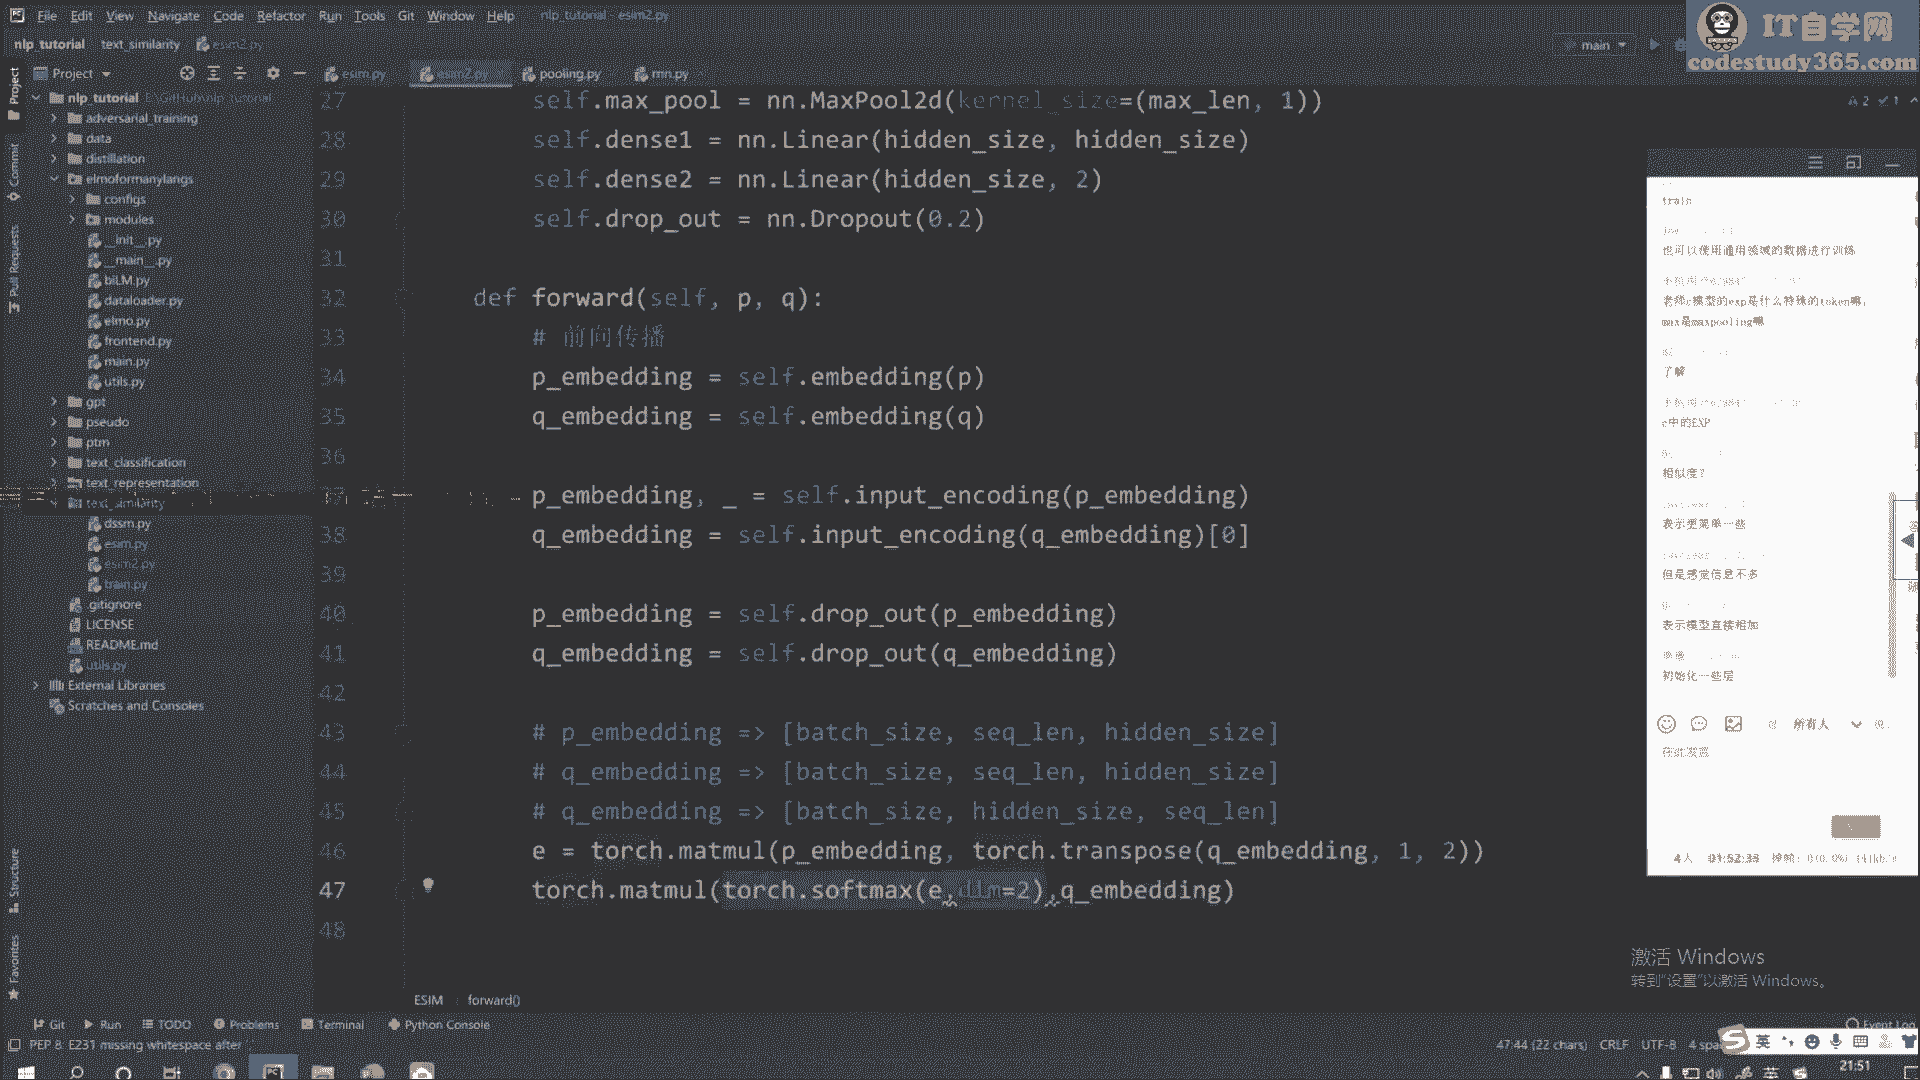 File Edit View Navigate Code Refactor Run Tools Git Window Help nlp_tutorial - esim2.py
IT自学网
codestudy365.com
nlp_tutorial text_similarity esim2.py
main
Project
esim.py
esim2.py
pooling.py
rnn.py
2 1
Project
Commit
Pull Requests
Structure
Favorites
nlp_tutorial E:\GitHub\nlp_tutorial
adversarial_training
data
distillation
elmoformanylangs
configs
modules
__init__.py
__main__.py
biLM.py
dataloader.py
elmo.py
frontend.py
main.py
utils.py
gpt
pseudo
ptm
text_classification
text_representation
text_similarity
dssm.py
esim.py
esim2.py
train.py
.gitignore
LICENSE
README.md
utils.py
External Libraries
Scratches and Consoles
27 self.max_pool = nn.MaxPool2d(kernel_size=(max_len, 1))
28 self.dense1 = nn.Linear(hidden_size, hidden_size)
29 self.dense2 = nn.Linear(hidden_size, 2)
30 self.drop_out = nn.Dropout(0.2)
31
32 def forward(self, p, q):
33 # 前向传播
34 p_embedding = self.embedding(p)
35 q_embedding = self.embedding(q)
36
37 p_embedding, _ = self.input_encoding(p_embedding)
38 q_embedding = self.input_encoding(q_embedding)[0]
39
40 p_embedding = self.drop_out(p_embedding)
41 q_embedding = self.drop_out(q_embedding)
42
43 # p_embedding => [batch_size, seq_len, hidden_size]
44 # q_embedding => [batch_size, seq_len, hidden_size]
45 # q_embedding => [batch_size, hidden_size, seq_len]
46 e = torch.matmul(p_embedding, torch.transpose(q_embedding, 1, 2))
47 torch.matmul(torch.softmax(e,dim=2),q_embedding)
48
train
也可以使用通用领域的数据进行训练
老师c模型的exp是什么特殊的token嘛,
max是maxpooling嘛
了解
c中的EXP
相似度?
表示更简单一些
但是感觉信息不多
表示模型直接相加
初始化一些层
所有人
4人 01:52:35
激活 Windows
转到"设置"以激活 Windows。
ESIM forward()
Git Run TODO Problems Terminal Python Console
Event Log
PEP 8: E231 missing whitespace after
47:44 (22 chars) CRLF UTF-8
英
21:51